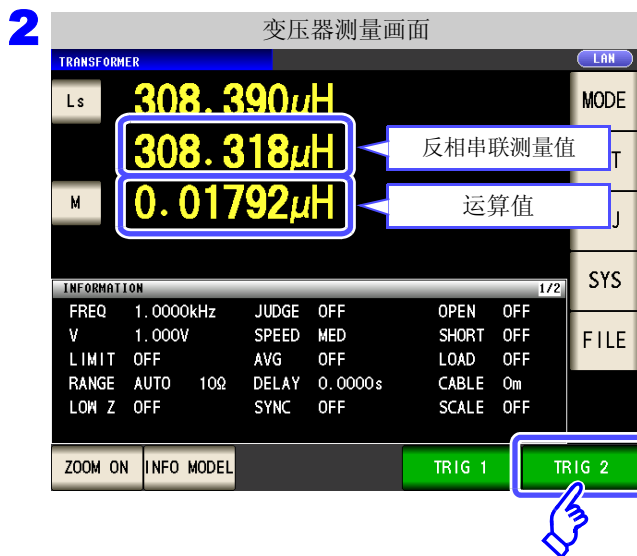 2
变压器测量画面
TRANSFORMER LAN
Ls 308.390μH MODE
308.318μH 反相串联测量值 T
M 0.01792μH 运算值 J
SYS
INFORMATION 1/2
FREQ 1.0000kHz JUDGE OFF OPEN OFF
V 1.000V SPEED MED SHORT OFF
FILE
LIMIT OFF AVG OFF LOAD OFF
RANGE AUTO 10Ω DELAY 0.0000s CABLE 0m
LOW Z OFF SYNC OFF SCALE OFF
ZOOM ON INFO MODEL TRIG 1 TRIG 2